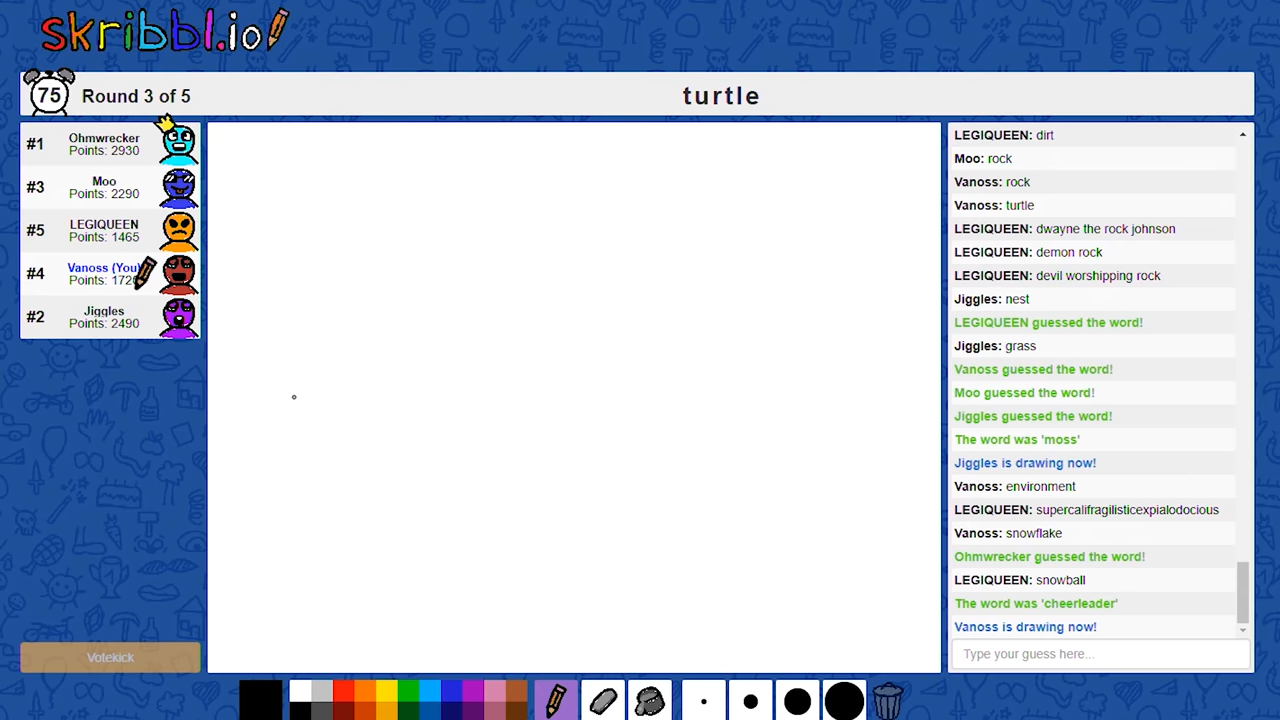 skribbl.io
75 Round 3 of 5
turtle
#1 Ohmwrecker
Points: 2930
#3 Moo
Points: 2290
#5 LEGIQUEEN
Points: 1465
#4 Vanoss (You)
Points: 172
#2 Jiggles
Points: 2490
Votekick
LEGIQUEEN: dirt
Moo: rock
Vanoss: rock
Vanoss: turtle
LEGIQUEEN: dwayne the rock johnson
LEGIQUEEN: demon rock
LEGIQUEEN: devil worshipping rock
Jiggles: nest
LEGIQUEEN guessed the word!
Jiggles: grass
Vanoss guessed the word!
Moo guessed the word!
Jiggles guessed the word!
The word was 'moss'
Jiggles is drawing now!
Vanoss: environment
LEGIQUEEN: supercalifragilisticexpialodocious
Vanoss: snowflake
Ohmwrecker guessed the word!
LEGIQUEEN: snowball
The word was 'cheerleader'
Vanoss is drawing now!
Type your guess here...